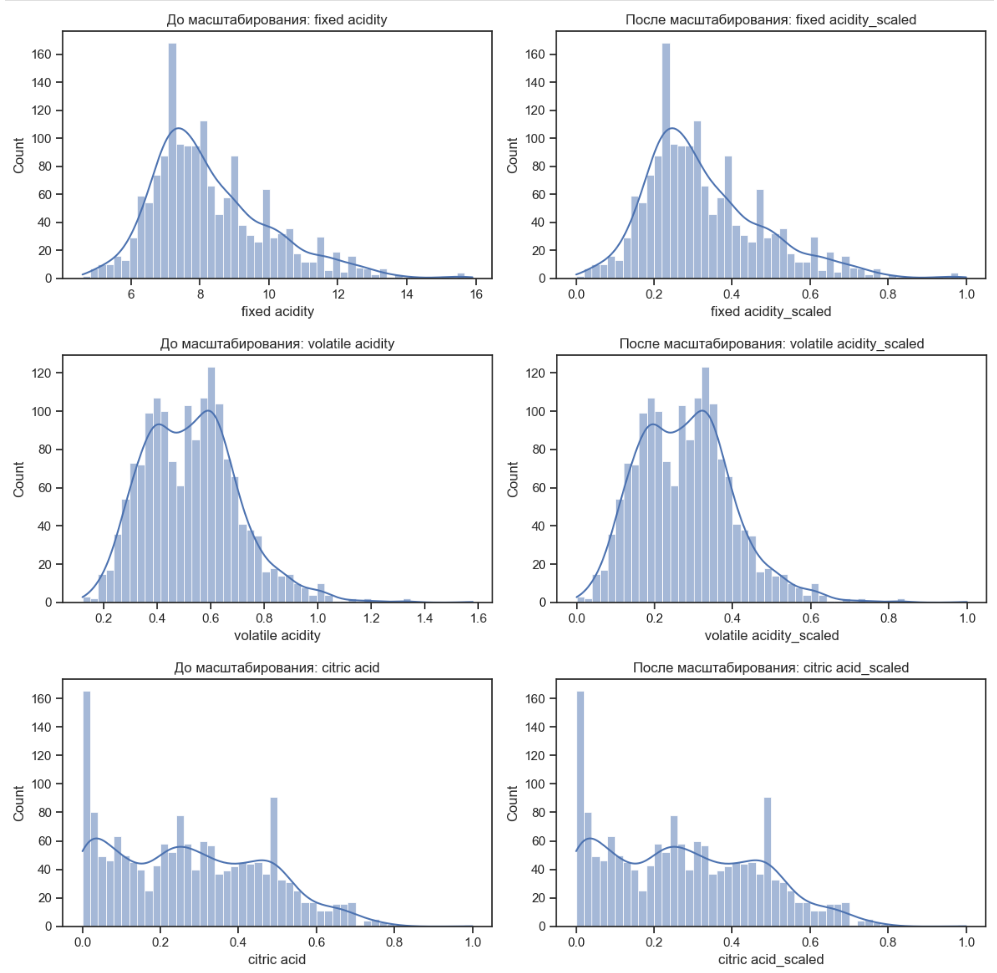 До масштабирования: fixed acidity
Count
160
140
120
100
80
60
40
20
0
6 8 10 12 14 16
fixed acidity
После масштабирования: fixed acidity_scaled
Count
160
140
120
100
80
60
40
20
0
0.0 0.2 0.4 0.6 0.8 1.0
fixed acidity_scaled
До масштабирования: volatile acidity
Count
120
100
80
60
40
20
0
0.2 0.4 0.6 0.8 1.0 1.2 1.4 1.6
volatile acidity
После масштабирования: volatile acidity_scaled
Count
120
100
80
60
40
20
0
0.0 0.2 0.4 0.6 0.8 1.0
volatile acidity_scaled
До масштабирования: citric acid
Count
160
140
120
100
80
60
40
20
0
0.0 0.2 0.4 0.6 0.8 1.0
citric acid
После масштабирования: citric acid_scaled
Count
160
140
120
100
80
60
40
20
0
0.0 0.2 0.4 0.6 0.8 1.0
citric acid_scaled